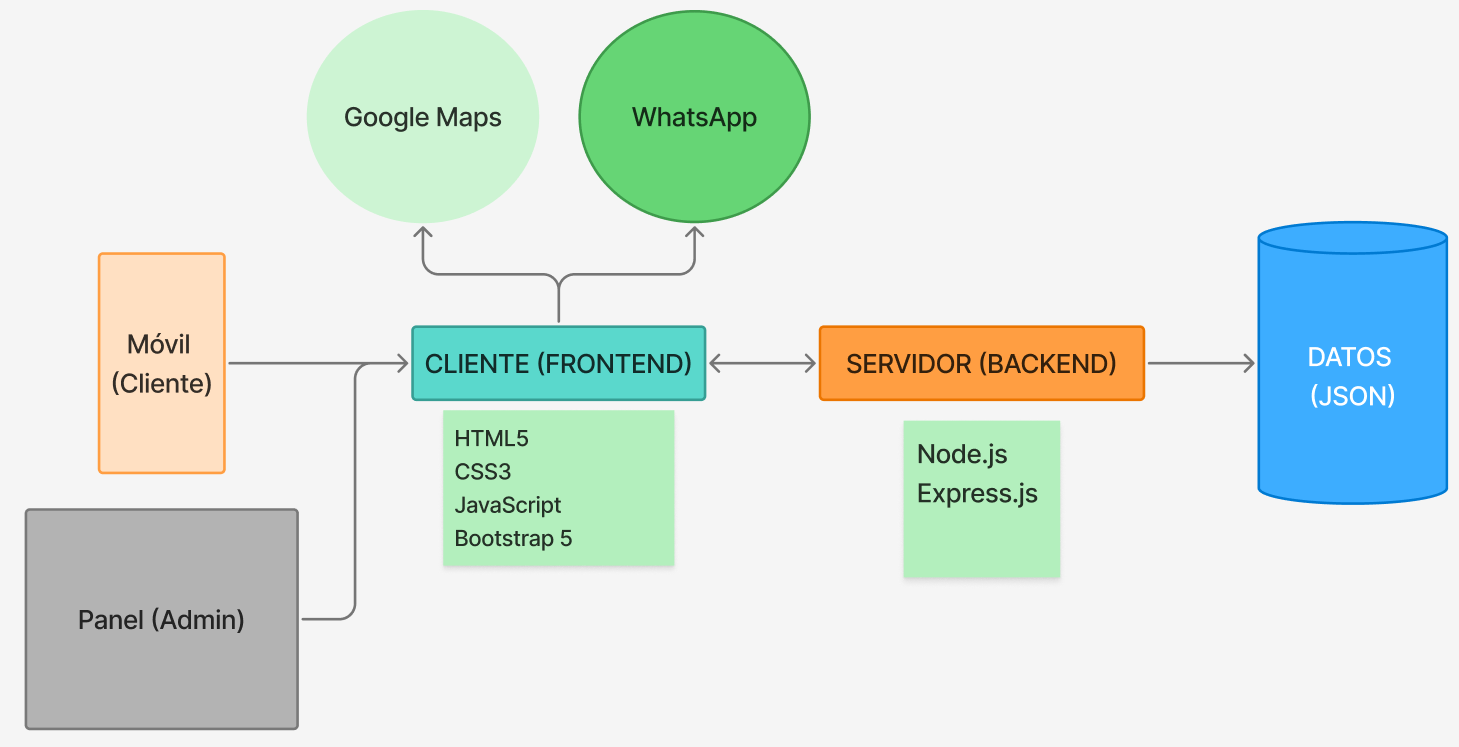 Google Maps
WhatsApp
Móvil
(Cliente)
CLIENTE (FRONTEND)
SERVIDOR (BACKEND)
DATOS
(JSON)
HTML5
CSS3
JavaScript
Bootstrap 5
Node.js
Express.js
Panel (Admin)